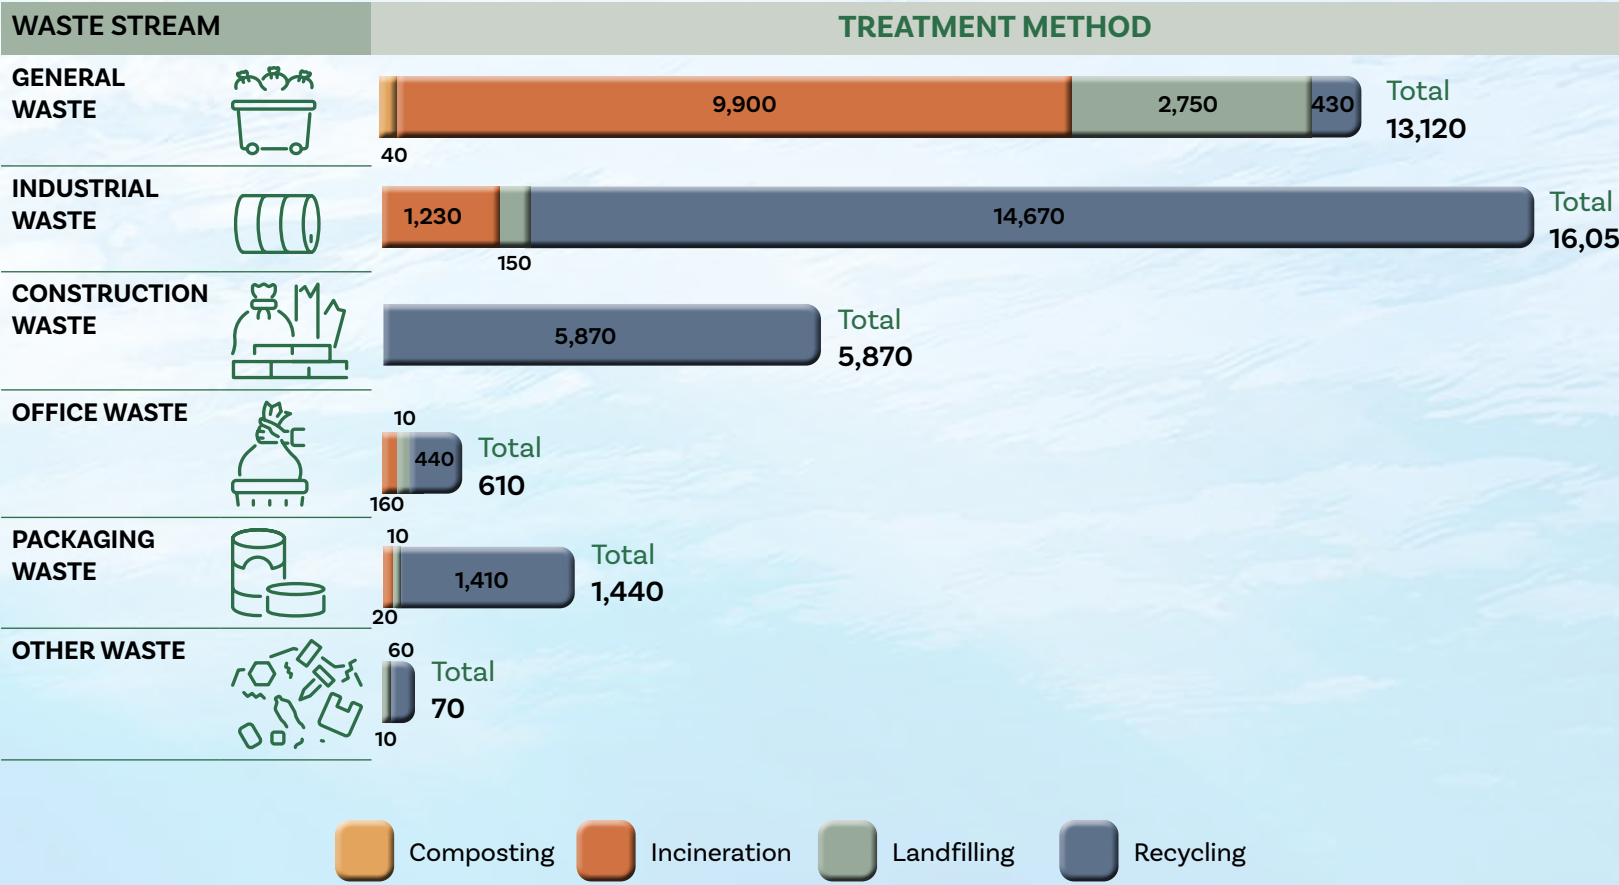 WASTE STREAM
TREATMENT METHOD
GENERAL
WASTE
9,900
2,750
430
40
Total
13,120
INDUSTRIAL
WASTE
1,230
14,670
150
Total
16,05
CONSTRUCTION
WASTE
5,870
Total
5,870
OFFICE WASTE
10
440
160
Total
610
PACKAGING
WASTE
10
1,410
20
Total
1,440
OTHER WASTE
60
10
Total
70
Composting
Incineration
Landfilling
Recycling